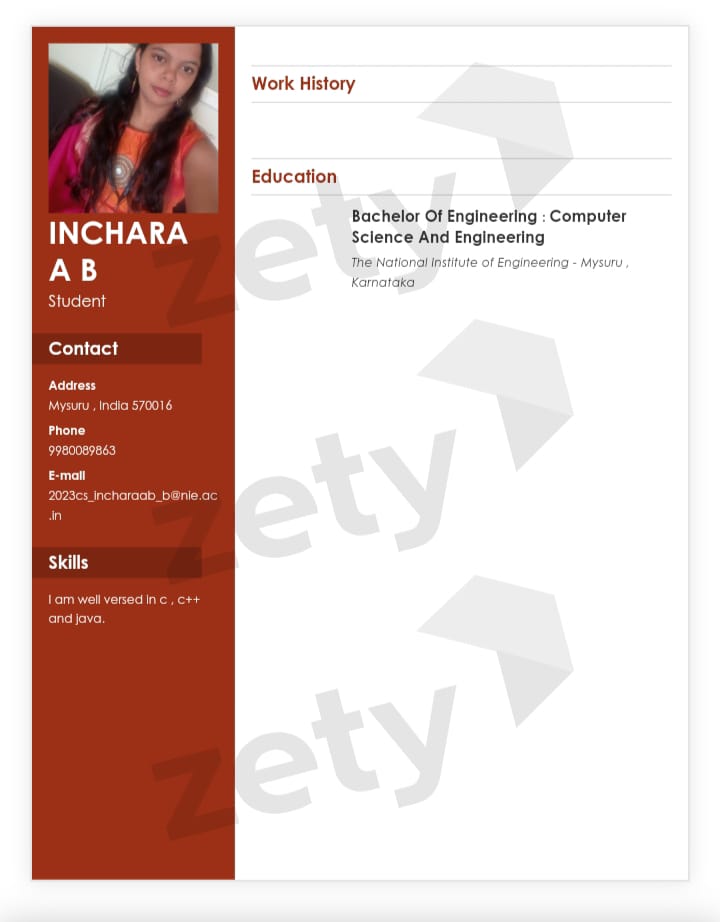 INCHARA
A B
Student
Contact
Address
Mysuru , India 570016
Phone
9980089863
E-mail
2023cs_incharaab_b@nie.ac
.in
Skills
I am well versed in c , c++
and java.
Work History
Education
Bachelor Of Engineering : Computer
Science And Engineering
The National Institute of Engineering - Mysuru ,
Karnataka
zety
zety
zety